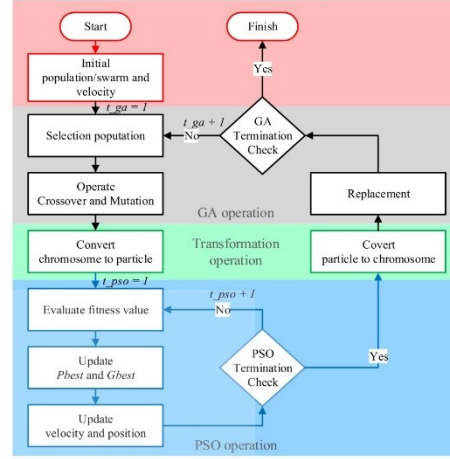 Start
Finish
Initial
population/swarm and
velocity
Yes
t_ga = 1
t_ga + 1
Selection population
No
GA
Termination
Check
Operate
Crossover and Mutation
Replacement
GA operation
Convert
chromosome to particle
Transformation
operation
Covert
particle to chromosome
t_pso = 1
t_pso + 1
Evaluate fitness value
No
Update
Pbest and Gbest
PSO
Termination
Check
Yes
Update
velocity and position
PSO operation